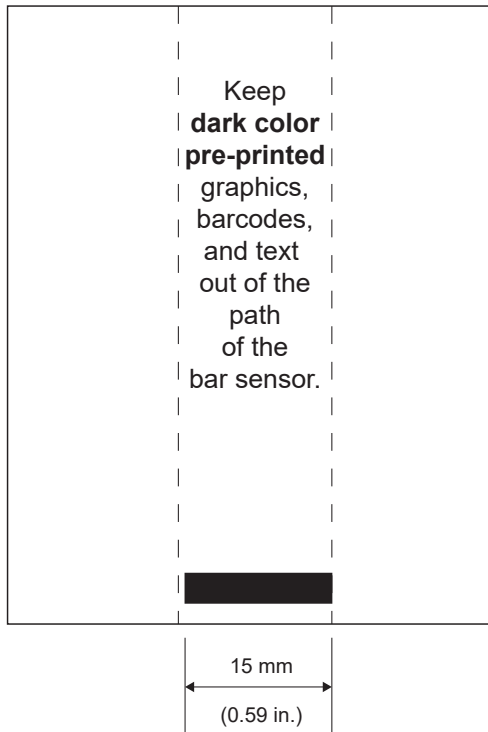 Keep
dark color
pre-printed
graphics,
barcodes,
and text
out of the
path
of the
bar sensor.
15 mm
(0.59 in.)